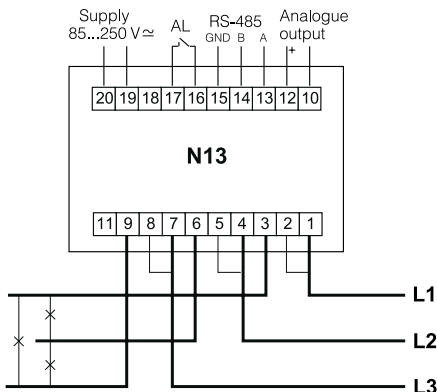 Supply
85...250 V≃
AL
RS-485
GND B A
Analogue
output
+
20 19 18 17 16 15 14 13 12 10
N13
11 9 8 7 6 5 4 3 2 1
L1
L2
L3